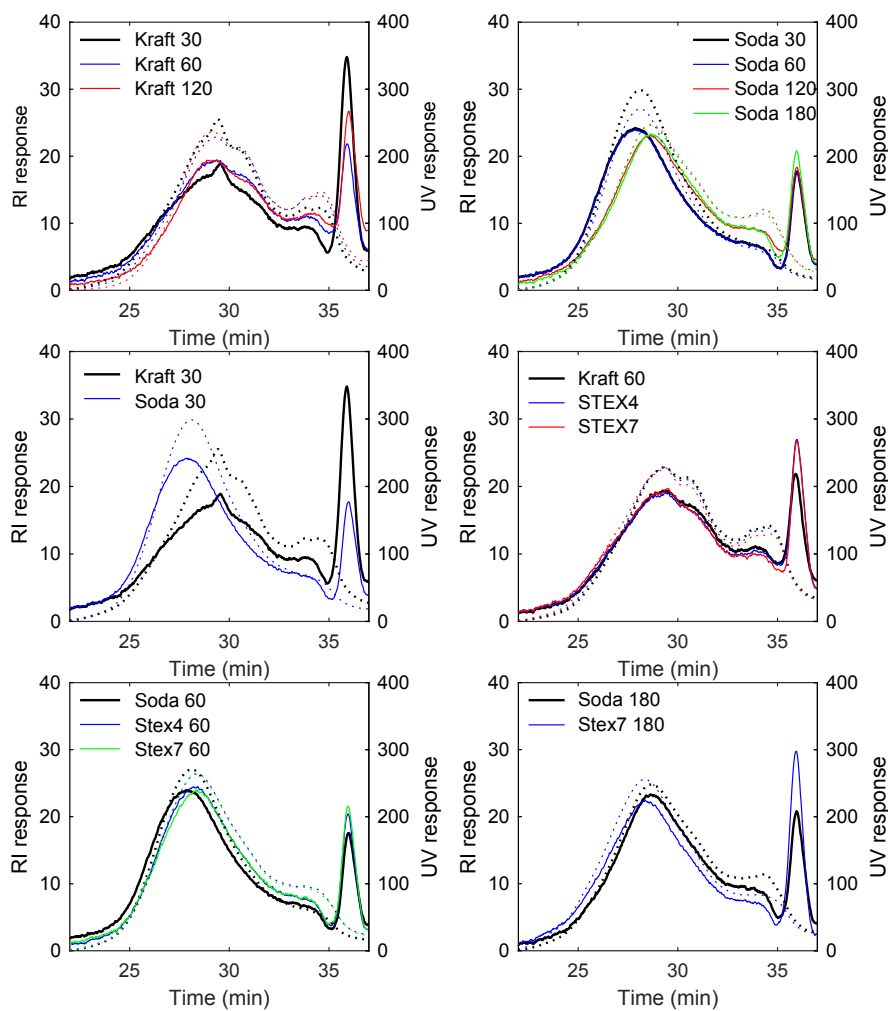 40
30
20
10
0
RI response
Kraft 30
Kraft 60
Kraft 120
400
300
200
100
0
UV response
25 30 35
Time (min)
40
30
20
10
0
RI response
Soda 30
Soda 60
Soda 120
Soda 180
400
300
200
100
0
UV response
25 30 35
Time (min)
40
30
20
10
0
RI response
Kraft 30
Soda 30
400
300
200
100
0
UV response
25 30 35
Time (min)
40
30
20
10
0
RI response
Kraft 60
STEX4
STEX7
400
300
200
100
0
UV response
25 30 35
Time (min)
40
30
20
10
0
RI response
Soda 60
Stex4 60
Stex7 60
400
300
200
100
0
UV response
25 30 35
Time (min)
40
30
20
10
0
RI response
Soda 180
Stex7 180
400
300
200
100
0
UV response
25 30 35
Time (min)